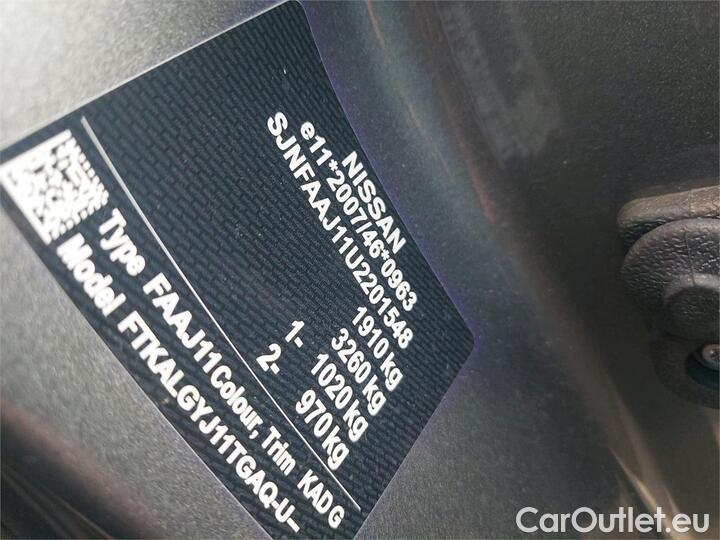 NISSAN
e11*2007/46*0963
SJNFAAJ11U2201548
1910 kg
3260 kg
1- 1020 kg
2- 970 kg
Type FAAJ11 Colour, Trim KAD G
Model FTKALGYJ11TGAQ-U--
CarOutlet.eu